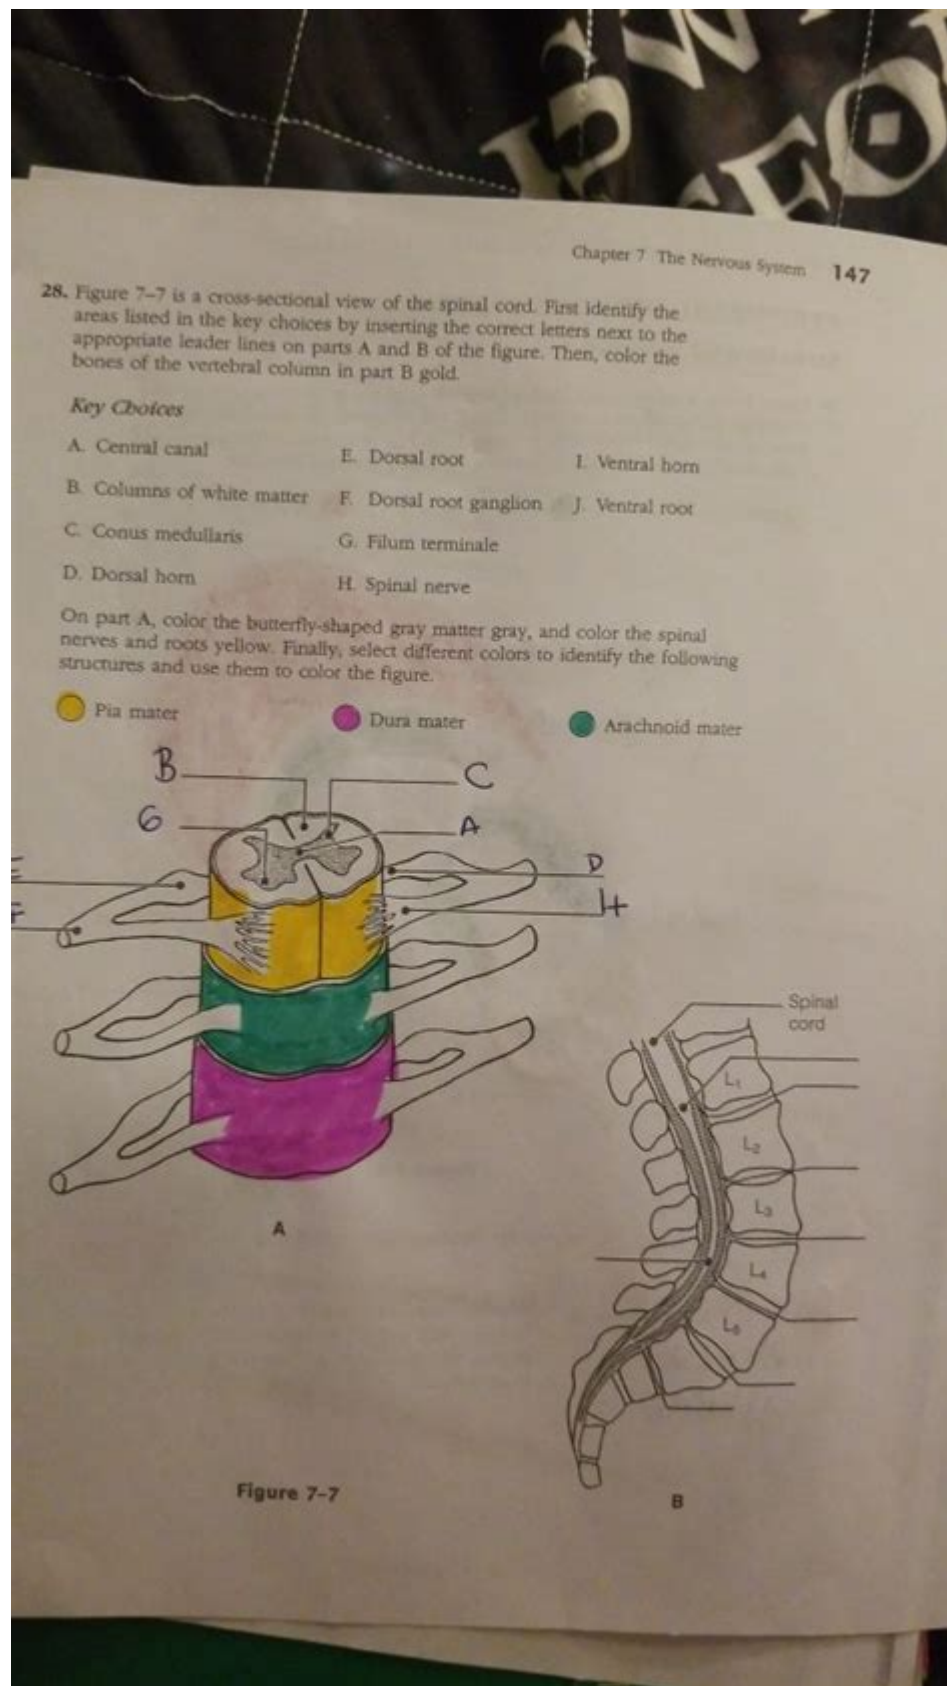 Chapter 7 The Nervous System 147
28. Figure 7-7 is a cross-sectional view of the spinal cord. First identify the
areas listed in the key choices by inserting the correct letters next to the
appropriate leader lines on parts A and B of the figure. Then, color the
bones of the vertebral column in part B gold.
Key Choices
A. Central canal
E. Dorsal root
I. Ventral horn
B. Columns of white matter
F. Dorsal root ganglion
J. Ventral root
C. Conus medullaris
G. Filum terminale
D. Dorsal horn
H. Spinal nerve
On part A, color the butterfly-shaped gray matter gray, and color the spinal
nerves and roots yellow. Finally, select different colors to identify the following
structures and use them to color the figure.
Pia mater
Dura mater
Arachnoid mater
B
C
G
A
E
D
F
H
Spinal
cord
L1
L2
L3
L4
L5
A
Figure 7-7
B